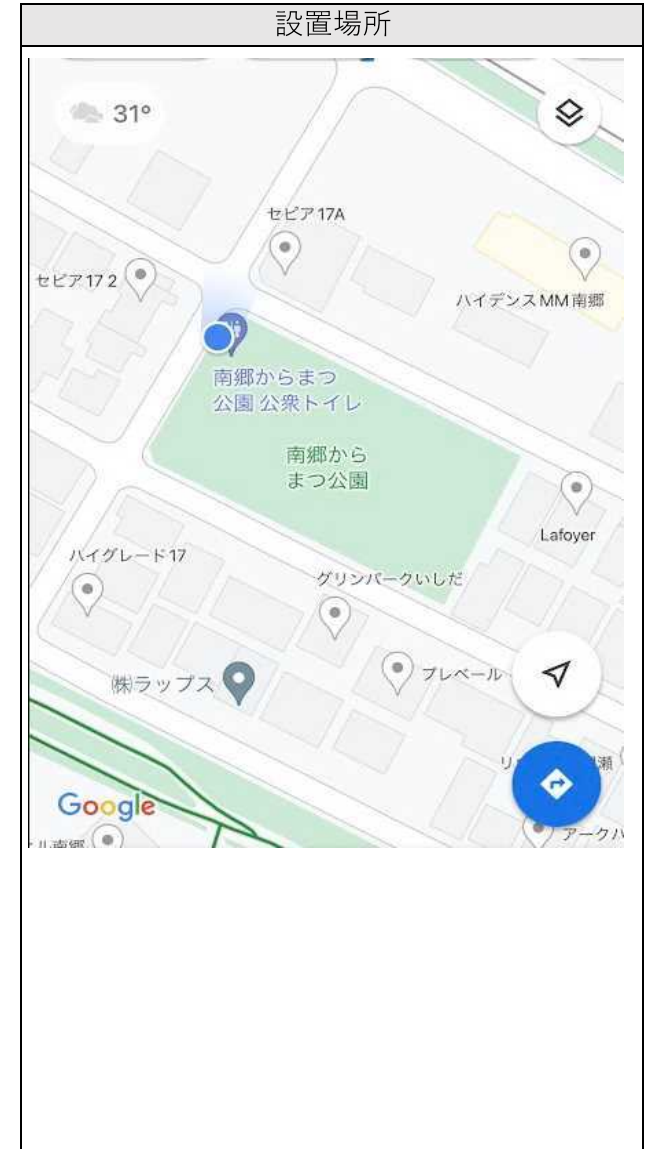 設置場所
31°
セピア17A
セピア17 2
ハイデンスMM南郷
南郷からまつ
公園 公衆トイレ
南郷から
まつ公園
Lafoyer
ハイグレード17
グリンパークいしだ
プレベール
㈱ラップス
Google